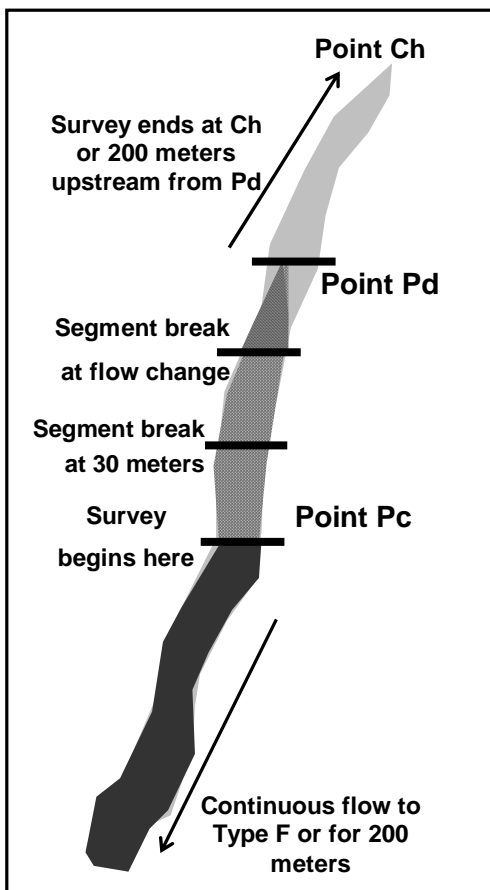 Point Ch
Survey ends at Ch
or 200 meters
upstream from Pd
Point Pd
Segment break
at flow change
Segment break
at 30 meters
Point Pc
Survey
begins here
Continuous flow to
Type F or for 200
meters